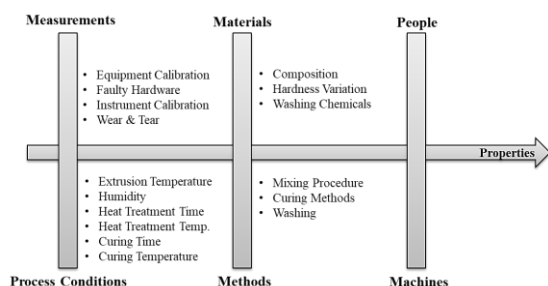 Measurements
Materials
People
• Equipment Calibration
• Faulty Hardware
• Instrument Calibration
• Wear & Tear
• Composition
• Hardness Variation
• Washing Chemicals
Properties
• Extrusion Temperature
• Humidity
• Heat Treatment Time
• Heat Treatment Temp.
• Curing Time
• Curing Temperature
• Mixing Procedure
• Curing Methods
• Washing
Process Conditions
Methods
Machines